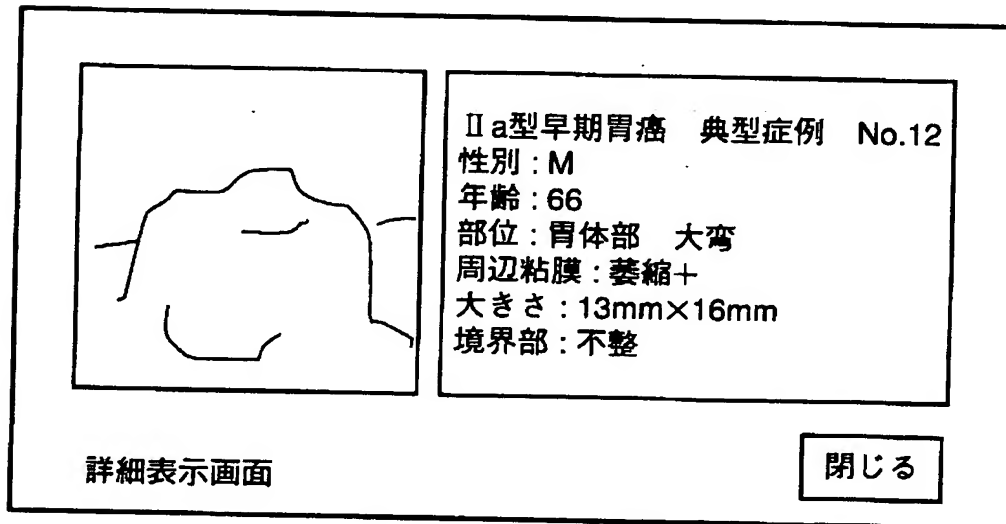 Ⅱa型早期胃癌　典型症例　No.12
性別：M
年齢：66
部位：胃体部　大弯
周辺粘膜：萎縮＋
大きさ：13mm×16mm
境界部：不整
詳細表示画面
閉じる